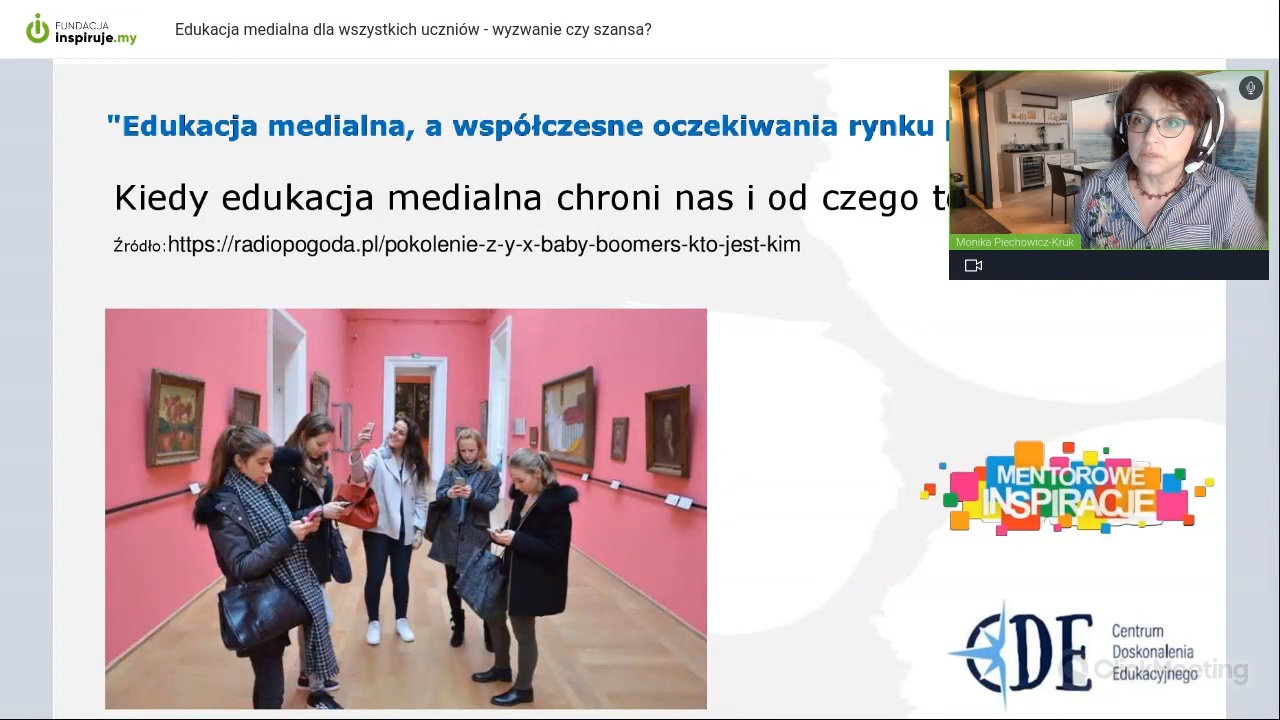 FUNDACJA
inspiruje.my
Edukacja medialna dla wszystkich uczniów - wyzwanie czy szansa?
"Edukacja medialna, a współczesne oczekiwania rynku
Kiedy edukacja medialna chroni nas i od czego
Źródło:https://radiopogoda.pl/pokolenie-z-y-x-baby-boomers-kto-jest-kim
Monika Piechowicz-Kruk
MENTOROWE
INSPIRACJE
CDE
Centrum
Doskonalenia
Edukacyjnego
ClickMeeting